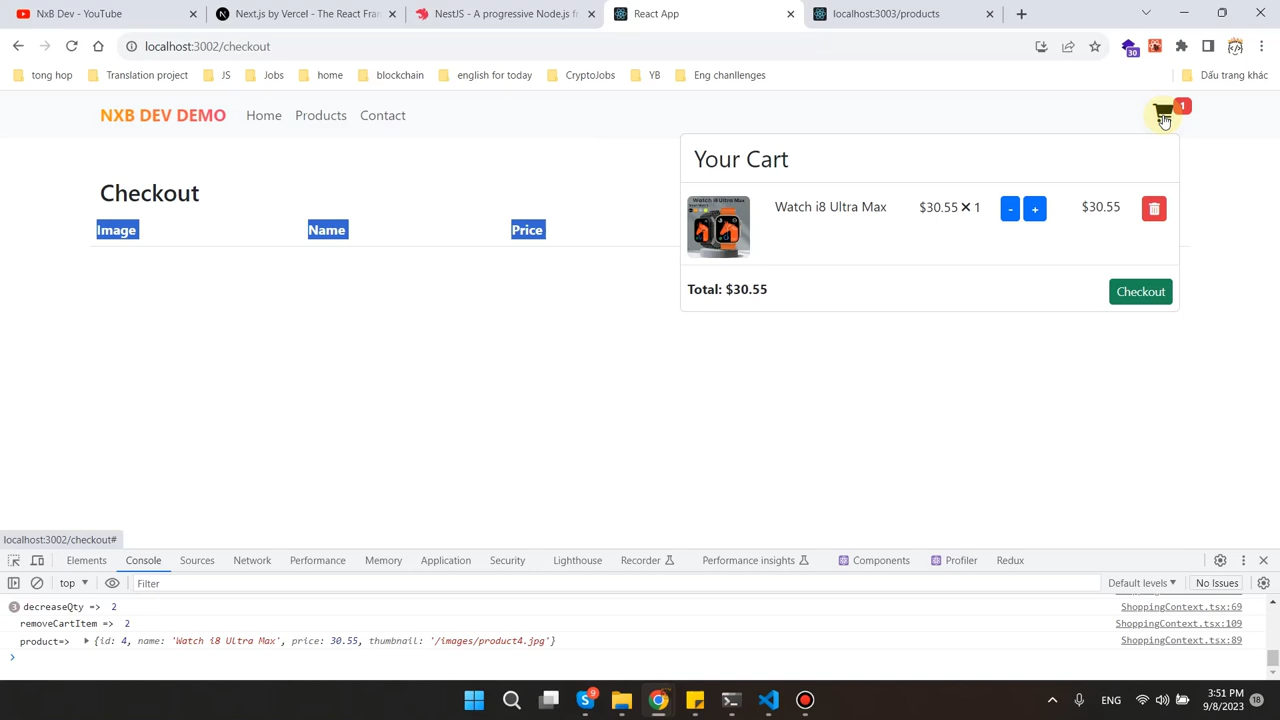 NxB Dev - YouTube
Next.js by Vercel - The React Fram
NestJS - A progressive Node.js fr
React App
localhost:3003/products
localhost:3002/checkout
30
tong hop
Translation project
JS
Jobs
home
blockchain
english for today
CryptoJobs
YB
Eng chanllenges
Dấu trang khác
NXB DEV DEMO
Home
Products
Contact
1
Your Cart
Checkout
Image
Name
Price
Watch i8 Ultra Max
$30.55 × 1
-
+
$30.55
Total: $30.55
Checkout
localhost:3002/checkout#
Elements
Console
Sources
Network
Performance
Memory
Application
Security
Lighthouse
Recorder
Performance insights
Components
Profiler
Redux
top
Filter
Default levels
No Issues
3 decreaseQty => 2
ShoppingContext.tsx:69
removeCartItem => 2
ShoppingContext.tsx:109
product=> {id: 4, name: 'Watch i8 Ultra Max', price: 30.55, thumbnail: '/images/product4.jpg'}
ShoppingContext.tsx:89
9
ENG
3:51 PM
9/8/2023
18